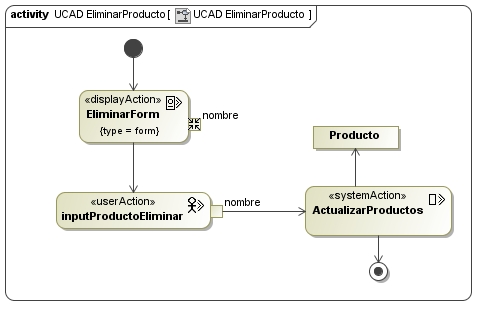 activity UCAD EliminarProducto[ UCAD EliminarProducto ]
«displayAction»
EliminarForm
{type = form}
nombre
Producto
«userAction»
inputProductoEliminar
nombre
«systemAction»
ActualizarProductos